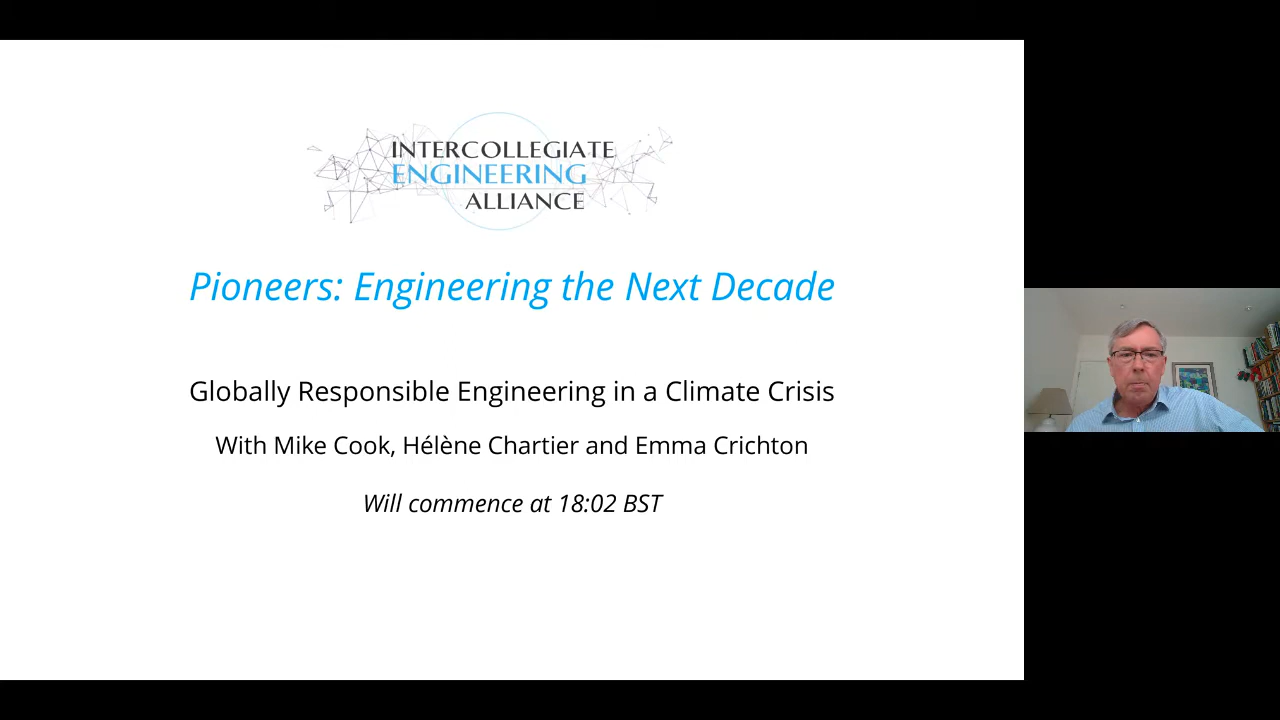 INTERCOLLEGIATE
ENGINEERING
ALLIANCE
Pioneers: Engineering the Next Decade
Globally Responsible Engineering in a Climate Crisis
With Mike Cook, Hélène Chartier and Emma Crichton
Will commence at 18:02 BST